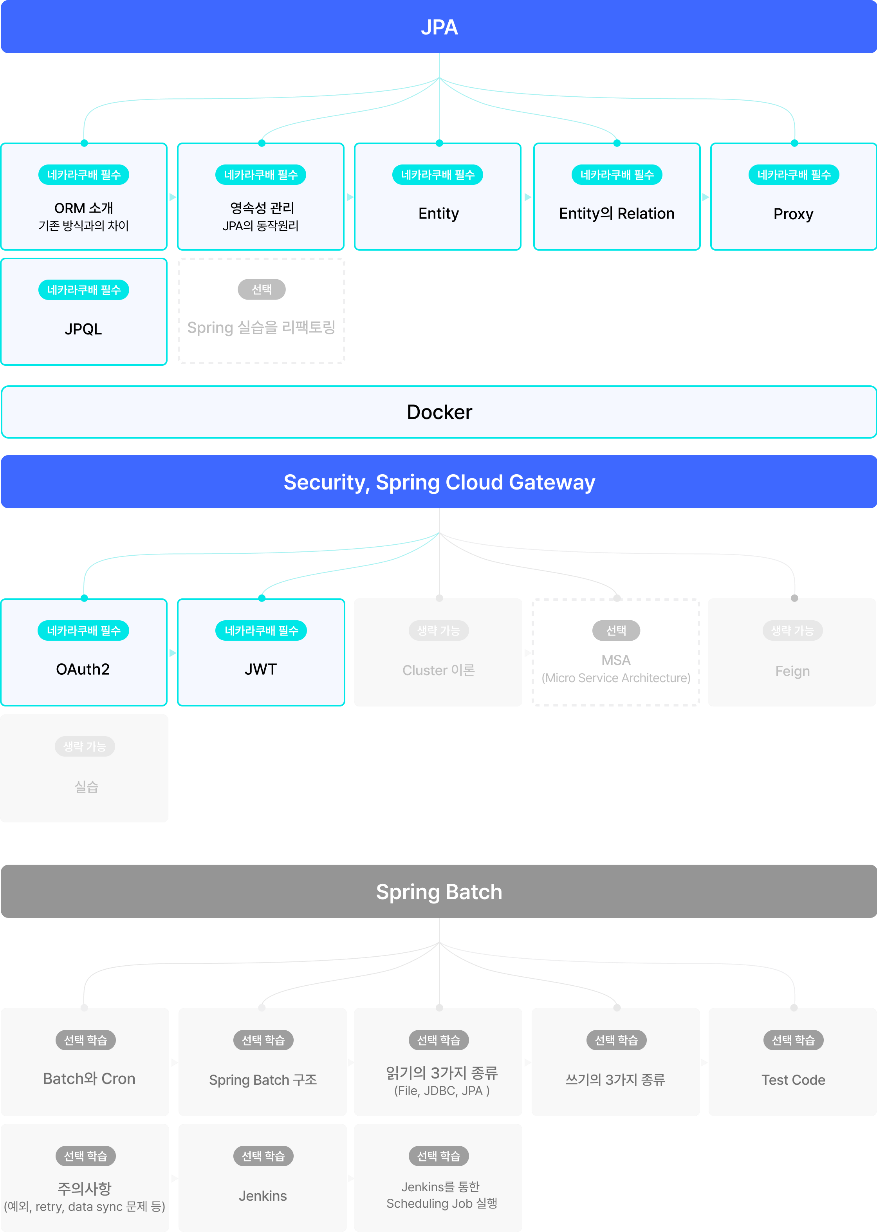 JPA
네카라쿠배 필수
ORM 소개
기존 방식과의 차이
네카라쿠배 필수
영속성 관리
JPA의 동작원리
네카라쿠배 필수
Entity
네카라쿠배 필수
Entity의 Relation
네카라쿠배 필수
Proxy
네카라쿠배 필수
JPQL
선택
Spring 실습을 리팩토링
Docker
Security, Spring Cloud Gateway
네카라쿠배 필수
OAuth2
네카라쿠배 필수
JWT
생략 가능
Cluster 이론
선택
MSA
(Micro Service Architecture)
생략 가능
Feign
생략 가능
실습
Spring Batch
선택 학습
Batch와 Cron
선택 학습
Spring Batch 구조
선택 학습
읽기의 3가지 종류
(File, JDBC, JPA )
선택 학습
쓰기의 3가지 종류
선택 학습
Test Code
선택 학습
주의사항
(예외, retry, data sync 문제 등)
선택 학습
Jenkins
선택 학습
Jenkins를 통한
Scheduling Job 실행